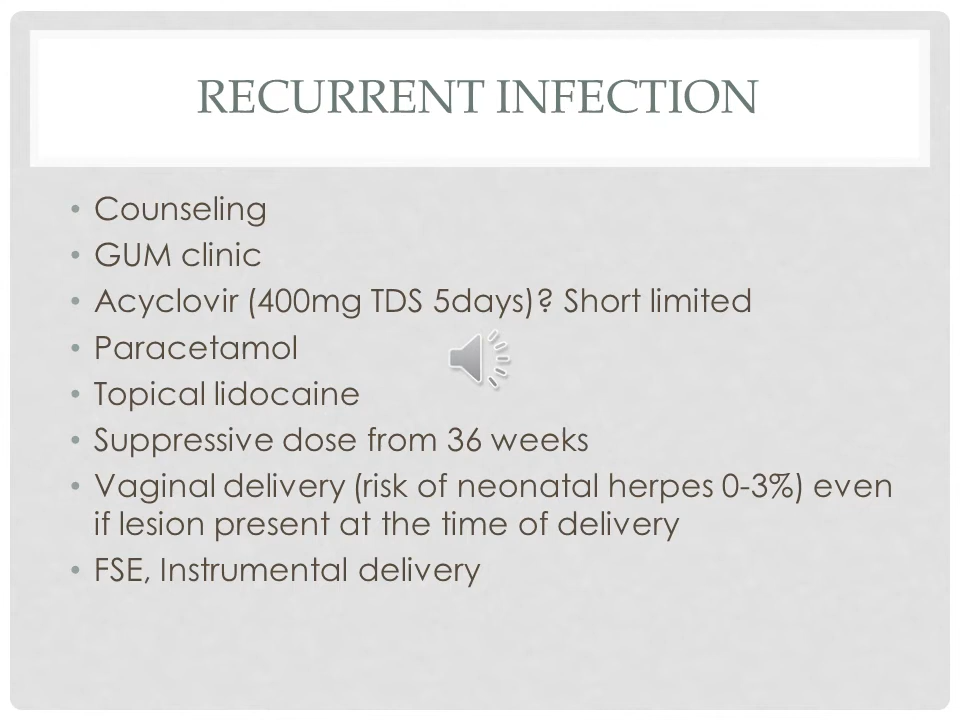 RECURRENT INFECTION
• Counseling
• GUM clinic
• Acyclovir (400mg TDS 5days)? Short limited
• Paracetamol
• Topical lidocaine
• Suppressive dose from 36 weeks
• Vaginal delivery (risk of neonatal herpes 0-3%) even
if lesion present at the time of delivery
• FSE, Instrumental delivery